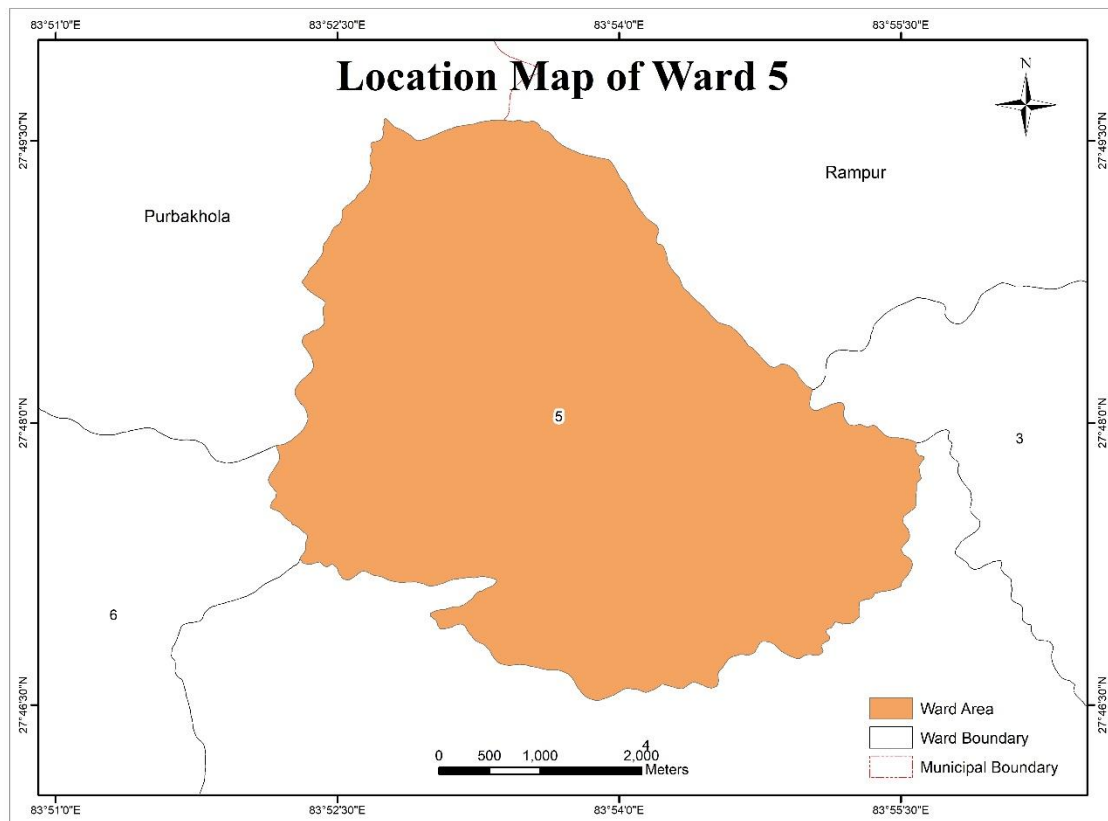 83°51'0"E 83°52'30"E 83°54'0"E 83°55'30"E
Location Map of Ward 5
N
27°49'30"N 27°49'30"N
Rampur
Purbakhola
5
27°48'0"N 27°48'0"N
3
6
27°46'30"N 27°46'30"N
Ward Area
Ward Boundary
Municipal Boundary
4
0 500 1,000 2,000
Meters
83°51'0"E 83°52'30"E 83°54'0"E 83°55'30"E